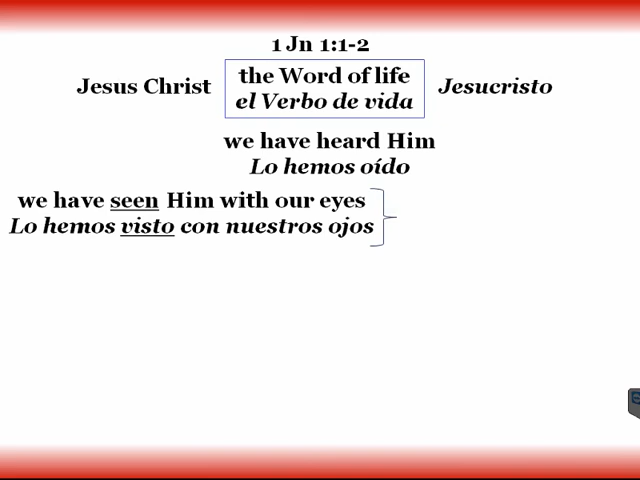 1 Jn 1:1-2
Jesus Christ
the Word of life
el Verbo de vida
Jesucristo
we have heard Him
Lo hemos oído
we have seen Him with our eyes
Lo hemos visto con nuestros ojos